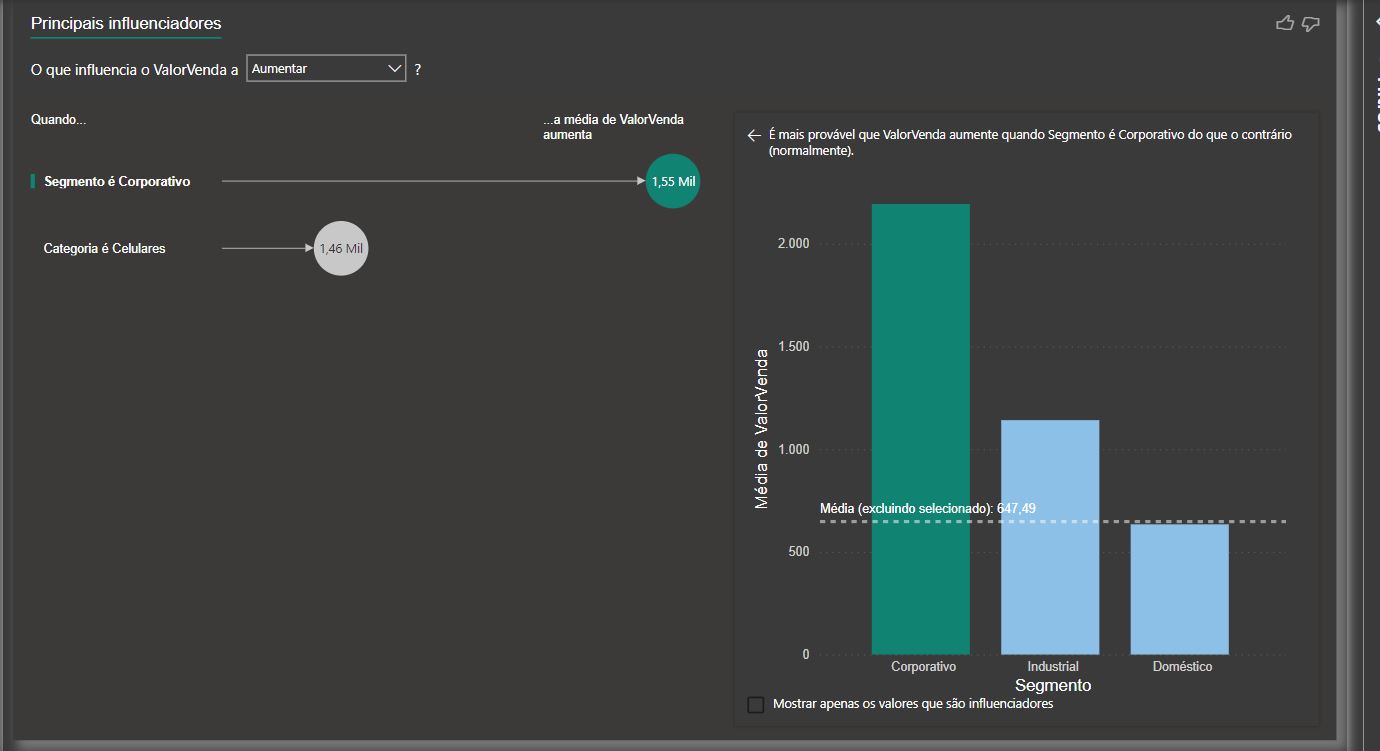 Principais influenciadores
O que influencia o ValorVenda a Aumentar ?
Quando...
...a média de ValorVenda
aumenta
Segmento é Corporativo
1,55 Mil
Categoria é Celulares
1,46 Mil
É mais provável que ValorVenda aumente quando Segmento é Corporativo do que o contrário
(normalmente).
Média de ValorVenda
2.000
1.500
1.000
500
0
Média (excluindo selecionado): 647,49
Corporativo
Industrial
Doméstico
Segmento
Mostrar apenas os valores que são influenciadores